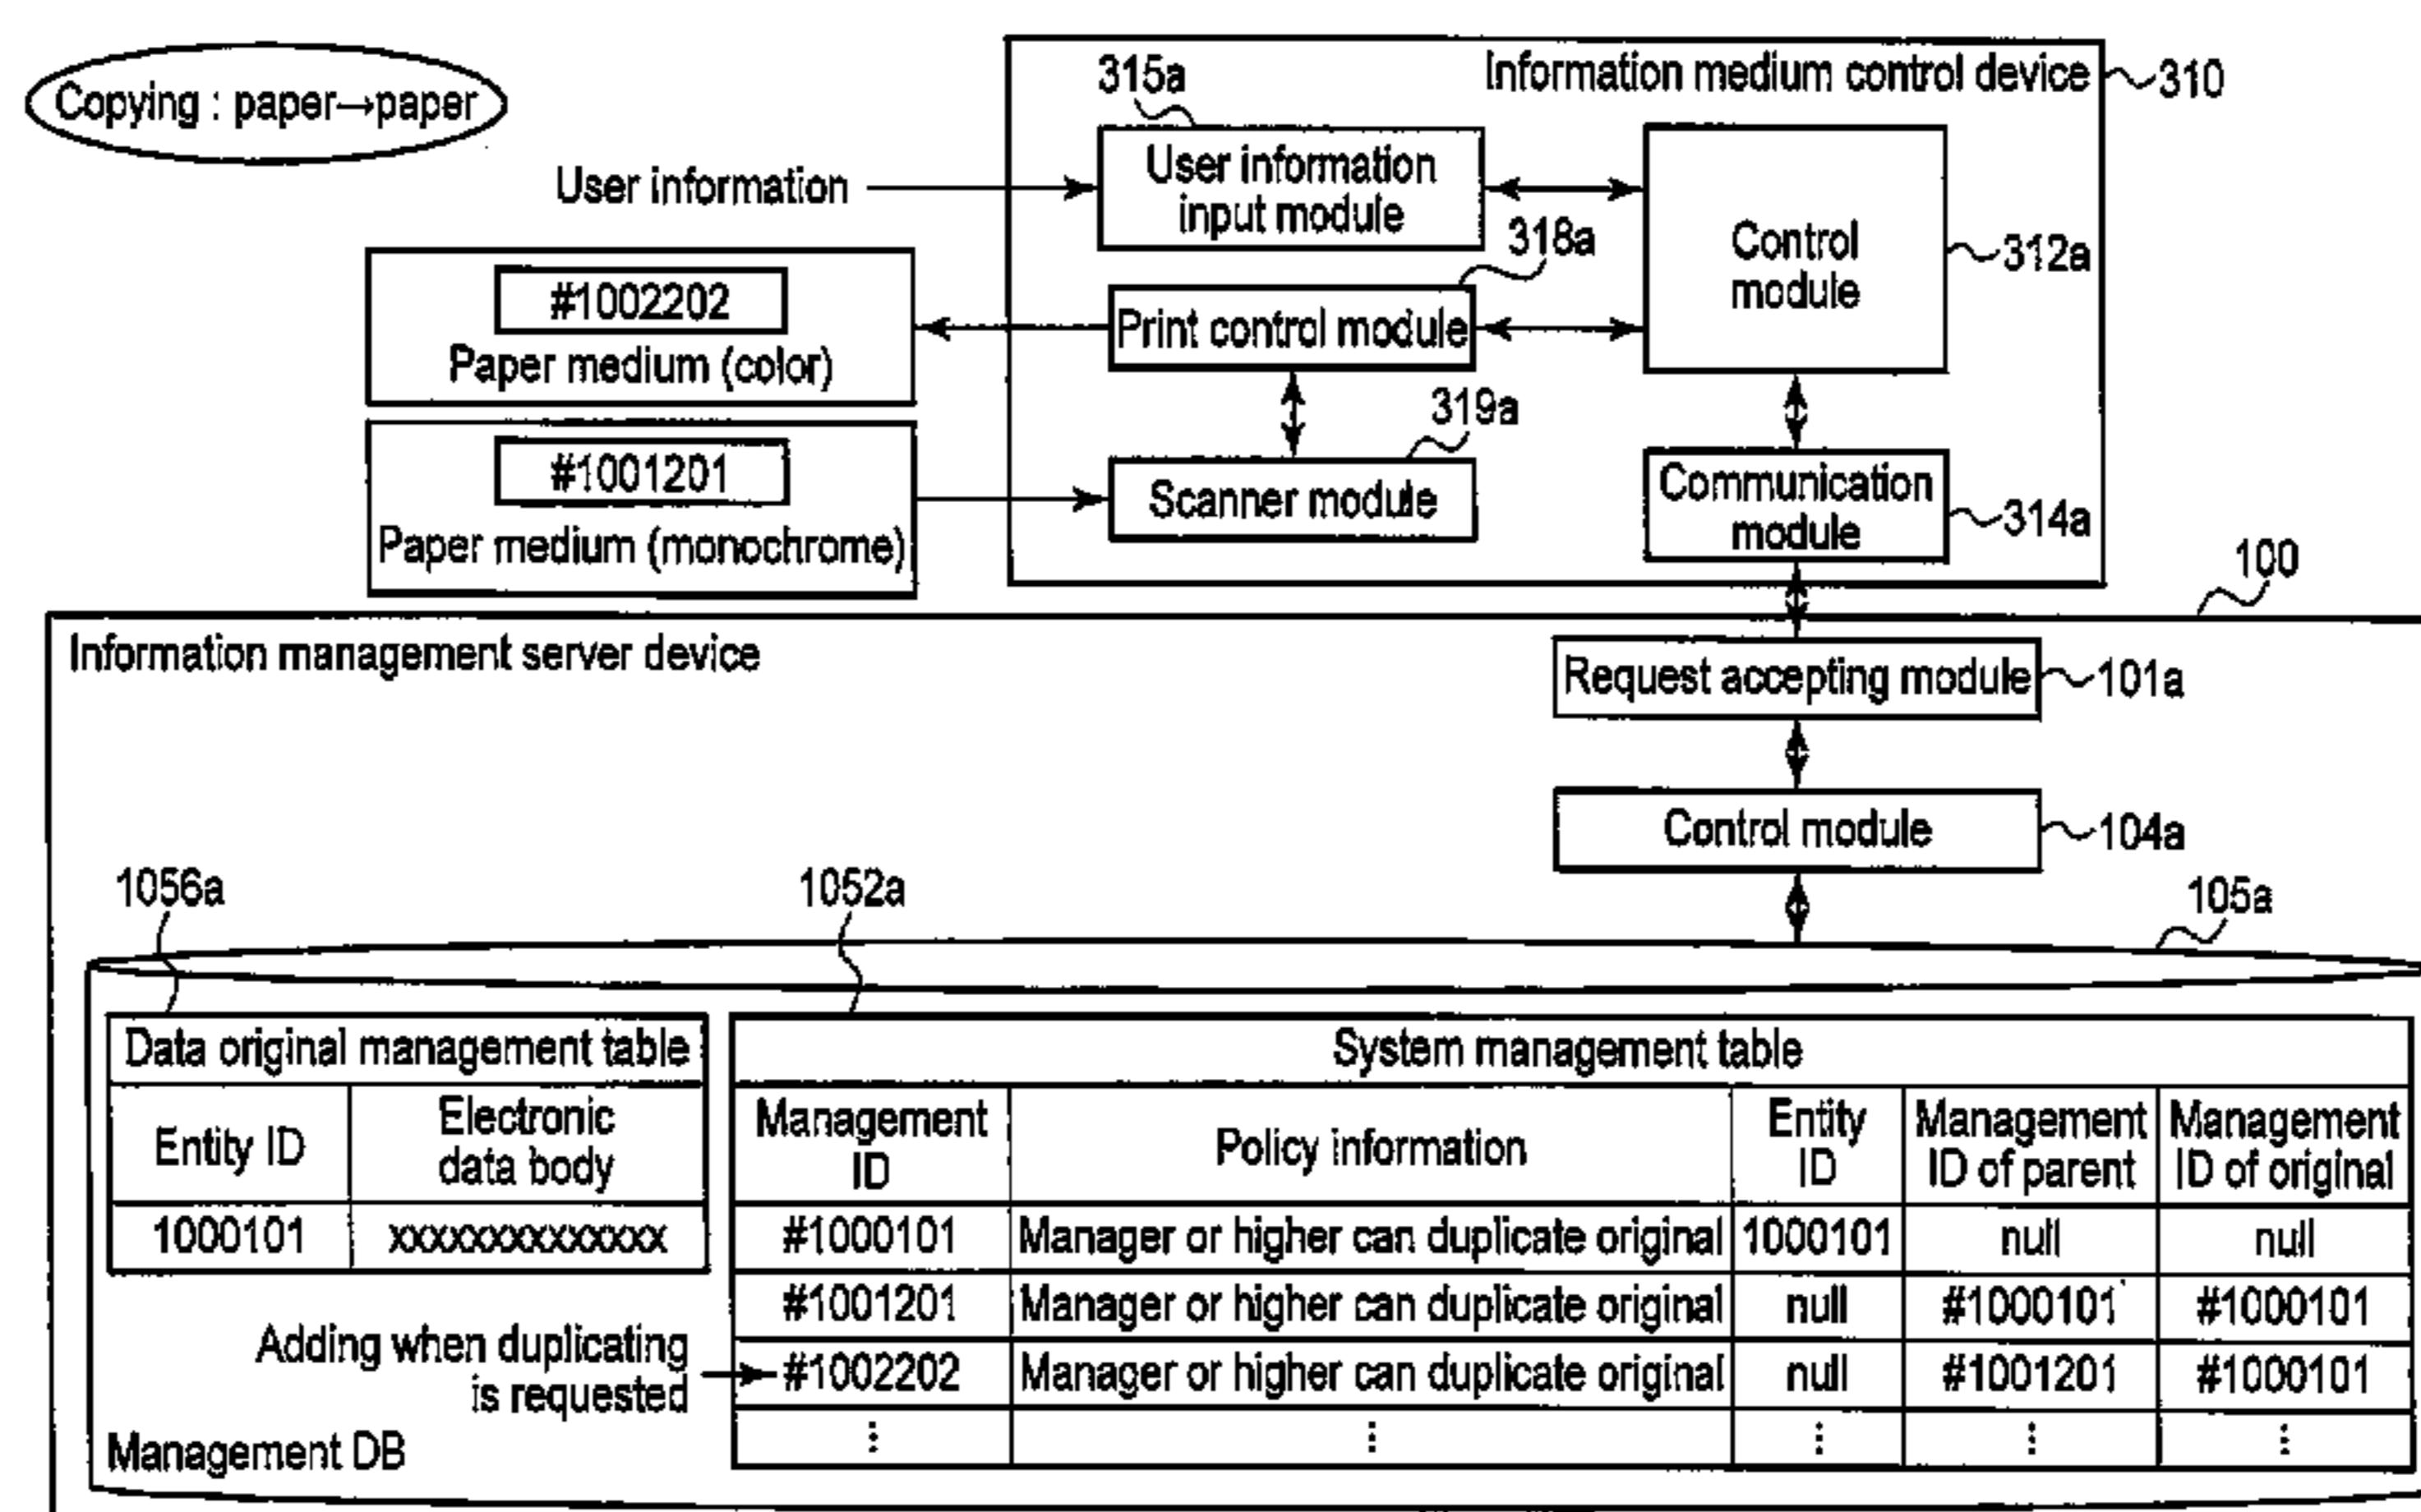 Copying : paper→paper
315a
Information medium control device
310
User information
User information
input module
Control
module
312a
318a
#1002202
Paper medium (color)
Print control module
319a
#1001201
Paper medium (monochrome)
Scanner module
Communication
module
314a
100
Information management server device
Request accepting module
101a
Control module
104a
1056a
1052a
105a
Data original management table
Entity ID
Electronic
data body
1000101
xxxxxxxxxxxxxx
System management table
Management
ID
Policy information
Entity
ID
Management
ID of parent
Management
ID of original
#1000101 Manager or higher can duplicate original 1000101 null null
#1001201 Manager or higher can duplicate original null #1000101 #1000101
#1002202 Manager or higher can duplicate original null #1001201 #1000101
⋮ ⋮ ⋮ ⋮ ⋮
Adding when duplicating
is requested
Management DB